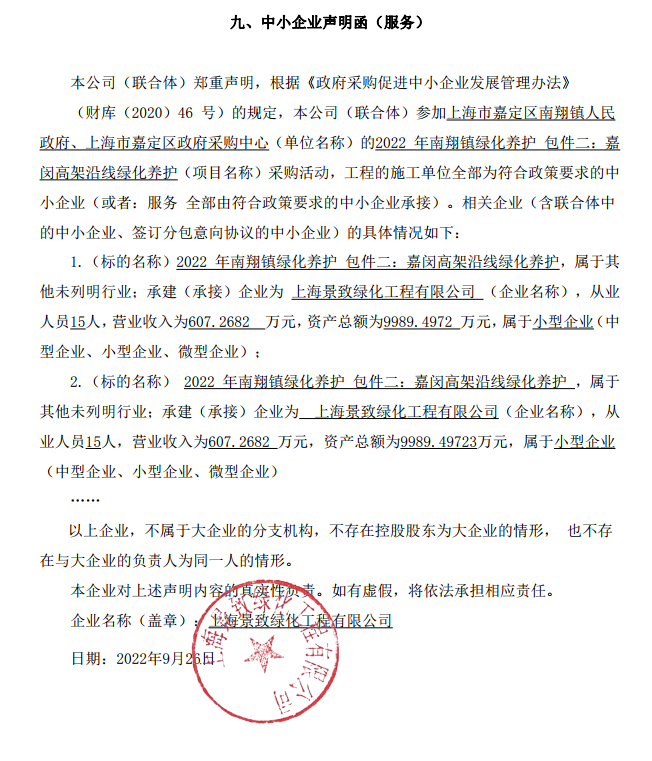 九、中小企业声明函（服务）
本公司（联合体）郑重声明，根据《政府采购促进中小企业发展管理办法》
（财库（2020）46 号）的规定，本公司（联合体）参加上海市嘉定区南翔镇人民
政府、上海市嘉定区政府采购中心（单位名称）的2022 年南翔镇绿化养护 包件二：嘉
闵高架沿线绿化养护（项目名称）采购活动，工程的施工单位全部为符合政策要求的中
小企业（或者：服务 全部由符合政策要求的中小企业承接）。相关企业（含联合体中
的中小企业、签订分包意向协议的中小企业）的具体情况如下：
1.（标的名称）2022 年南翔镇绿化养护 包件二：嘉闵高架沿线绿化养护，属于其
他未列明行业；承建（承接）企业为 上海景致绿化工程有限公司 （企业名称），从业
人员15人，营业收入为607.2682 万元，资产总额为9989.4972 万元，属于小型企业（中
型企业、小型企业、微型企业）；
2.（标的名称） 2022 年南翔镇绿化养护 包件二：嘉闵高架沿线绿化养护 ，属于
其他未列明行业；承建（承接）企业为 上海景致绿化工程有限公司（企业名称），从
业人员15人，营业收入为607.2682 万元，资产总额为9989.49723万元，属于小型企业
（中型企业、小型企业、微型企业）
……
以上企业，不属于大企业的分支机构，不存在控股股东为大企业的情形， 也不存
在与大企业的负责人为同一人的情形。
本企业对上述声明内容的真实性负责。如有虚假，将依法承担相应责任。
企业名称（盖章）：上海景致绿化工程有限公司
日期：2022年9月26日
上海景致绿化工程有限公司